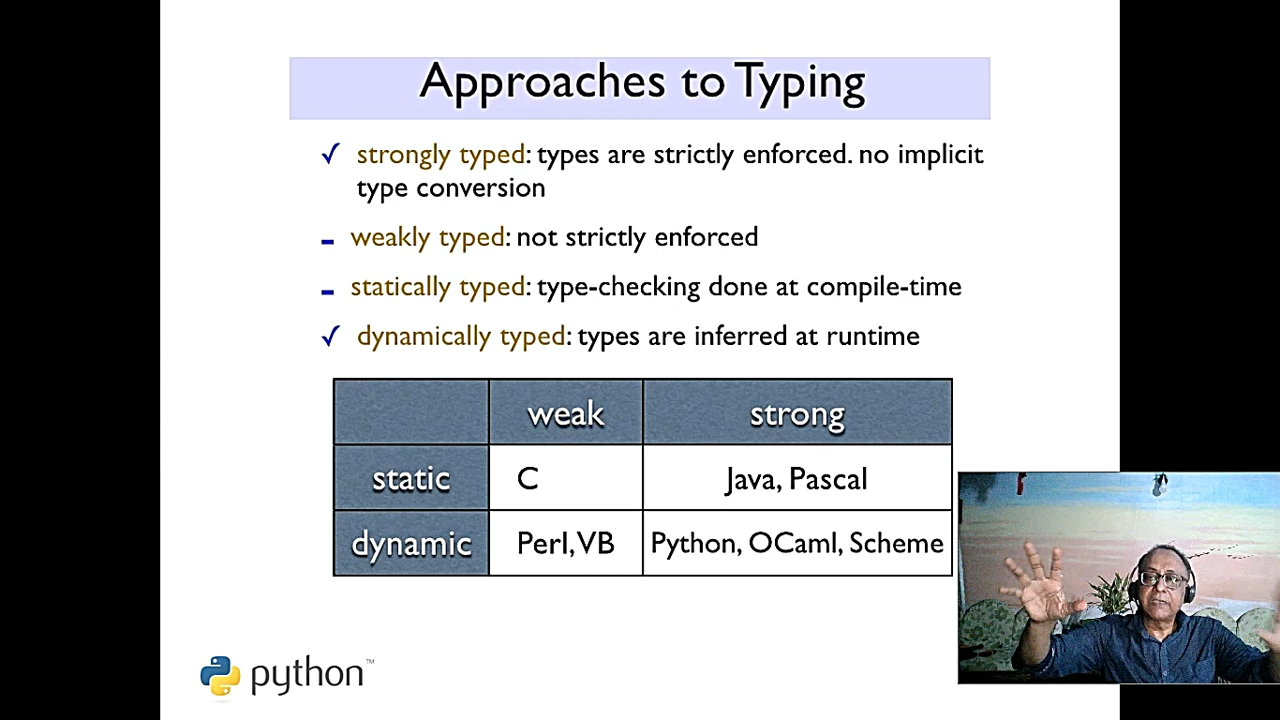 Approaches to Typing
✓ strongly typed: types are strictly enforced. no implicit
type conversion
- weakly typed: not strictly enforced
- statically typed: type-checking done at compile-time
✓ dynamically typed: types are inferred at runtime
weak strong
static C Java, Pascal
dynamic Perl, VB Python, OCaml, Scheme
python™